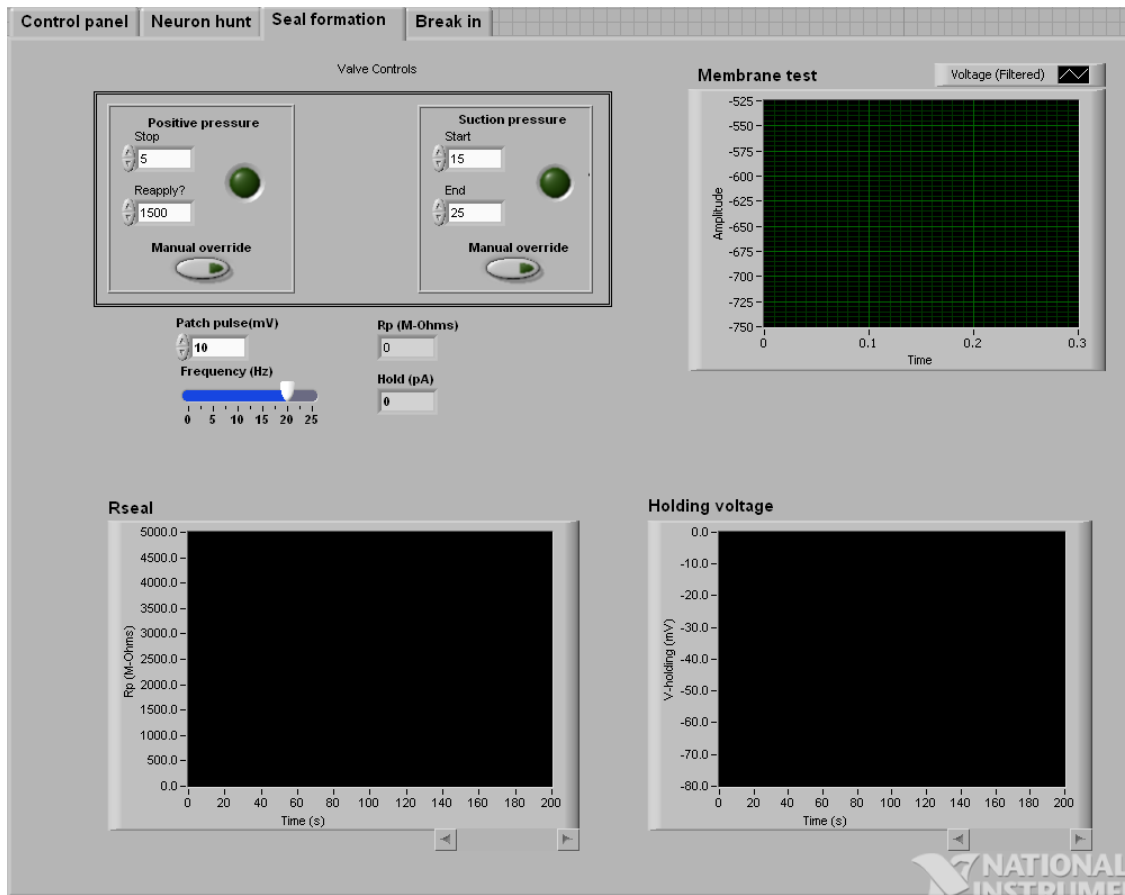 Control panel
Neuron hunt
Seal formation
Break in
Valve Controls
Positive pressure
Stop
5
Reapply?
1500
Manual override
Suction pressure
Start
15
End
25
Manual override
Patch pulse(mV)
10
Frequency (Hz)
0 5 10 15 20 25
Rp (M-Ohms)
0
Hold (pA)
0
Membrane test
Voltage (Filtered)
Amplitude
-525
-550
-575
-600
-625
-650
-675
-700
-725
-750
0 0.1 0.2 0.3
Time
Rseal
Rp (M-Ohms)
5000.0
4500.0
4000.0
3500.0
3000.0
2500.0
2000.0
1500.0
1000.0
500.0
0.0
0 20 40 60 80 100 120 140 160 180 200
Time (s)
Holding voltage
V-holding (mV)
0.0
-10.0
-20.0
-30.0
-40.0
-50.0
-60.0
-70.0
-80.0
0 20 40 60 80 100 120 140 160 180 200
Time (s)
NATIONAL
INSTRUME